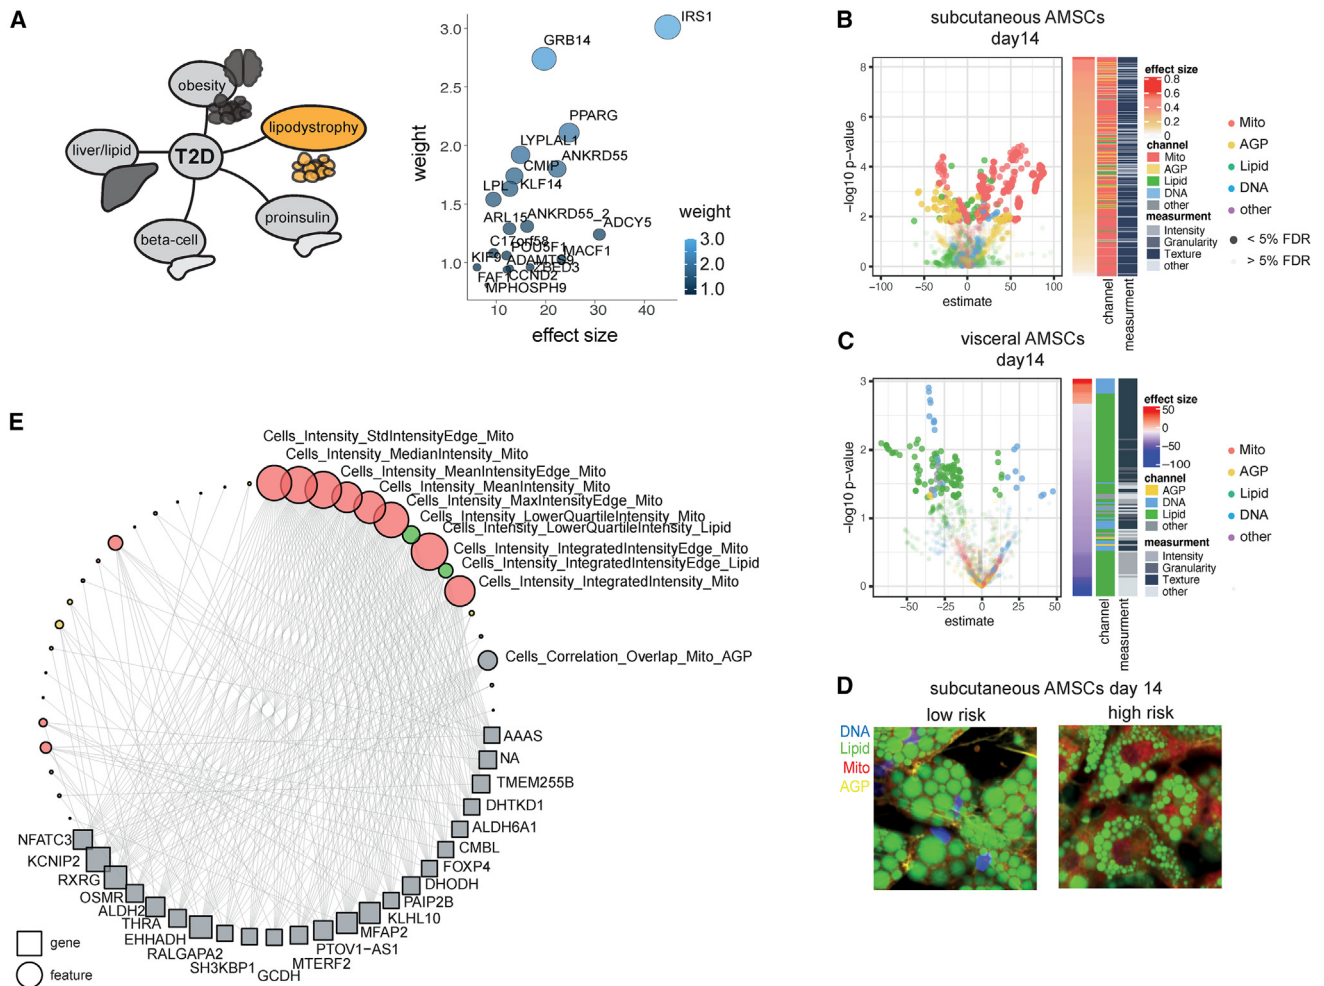 A
obesity
lipodystrophy
liver/lipid
T2D
proinsulin
beta-cell
weight
3.0
2.5
2.0
1.5
1.0
IRS1
GRB14
PPARG
LYPLAL1
ANKRD55
CMIP
LPL
KLF14
ARL15
ANKRD55_2
ADCY5
C17orf58
POU5F1
MACF1
KIF9
ADAMTS9
ZBED3
FAF1
CCND2
MPHOSPH9
10
20
30
40
effect size
weight
3.0
2.0
1.0
B
subcutaneous AMSCs
day14
−log10 p-value
8
6
4
2
0
−100
−50
0
50
100
estimate
channel
measurment
effect size
0.8
0.6
0.4
0.2
0
channel
Mito
AGP
Lipid
DNA
other
measurment
Intensity
Granularity
Texture
other
Mito
AGP
Lipid
DNA
other
< 5% FDR
> 5% FDR
C
visceral AMSCs
day14
−log10 p-value
3
2
1
0
−50
−25
0
25
50
estimate
channel
measurment
effect size
50
0
−50
−100
channel
AGP
DNA
Lipid
other
measurment
Intensity
Granularity
Texture
other
Mito
AGP
Lipid
DNA
other
D
subcutaneous AMSCs day 14
low risk
high risk
DNA
Lipid
Mito
AGP
E
Cells_Intensity_StdIntensityEdge_Mito
Cells_Intensity_MedianIntensity_Mito
Cells_Intensity_MeanIntensityEdge_Mito
Cells_Intensity_MeanIntensity_Mito
Cells_Intensity_MaxIntensityEdge_Mito
Cells_Intensity_LowerQuartileIntensity_Mito
Cells_Intensity_LowerQuartileIntensity_Lipid
Cells_Intensity_IntegratedIntensityEdge_Mito
Cells_Intensity_IntegratedIntensityEdge_Lipid
Cells_Intensity_IntegratedIntensity_Mito
Cells_Correlation_Overlap_Mito_AGP
AAAS
NA
TMEM255B
DHTKD1
ALDH6A1
CMBL
FOXP4
DHODH
PAIP2B
KLHL10
MFAP2
PTOV1−AS1
MTERF2
GCDH
SH3KBP1
RALGAPA2
EHHADH
THRA
ALDH2
OSMR
RXRG
KCNIP2
NFATC3
gene
feature